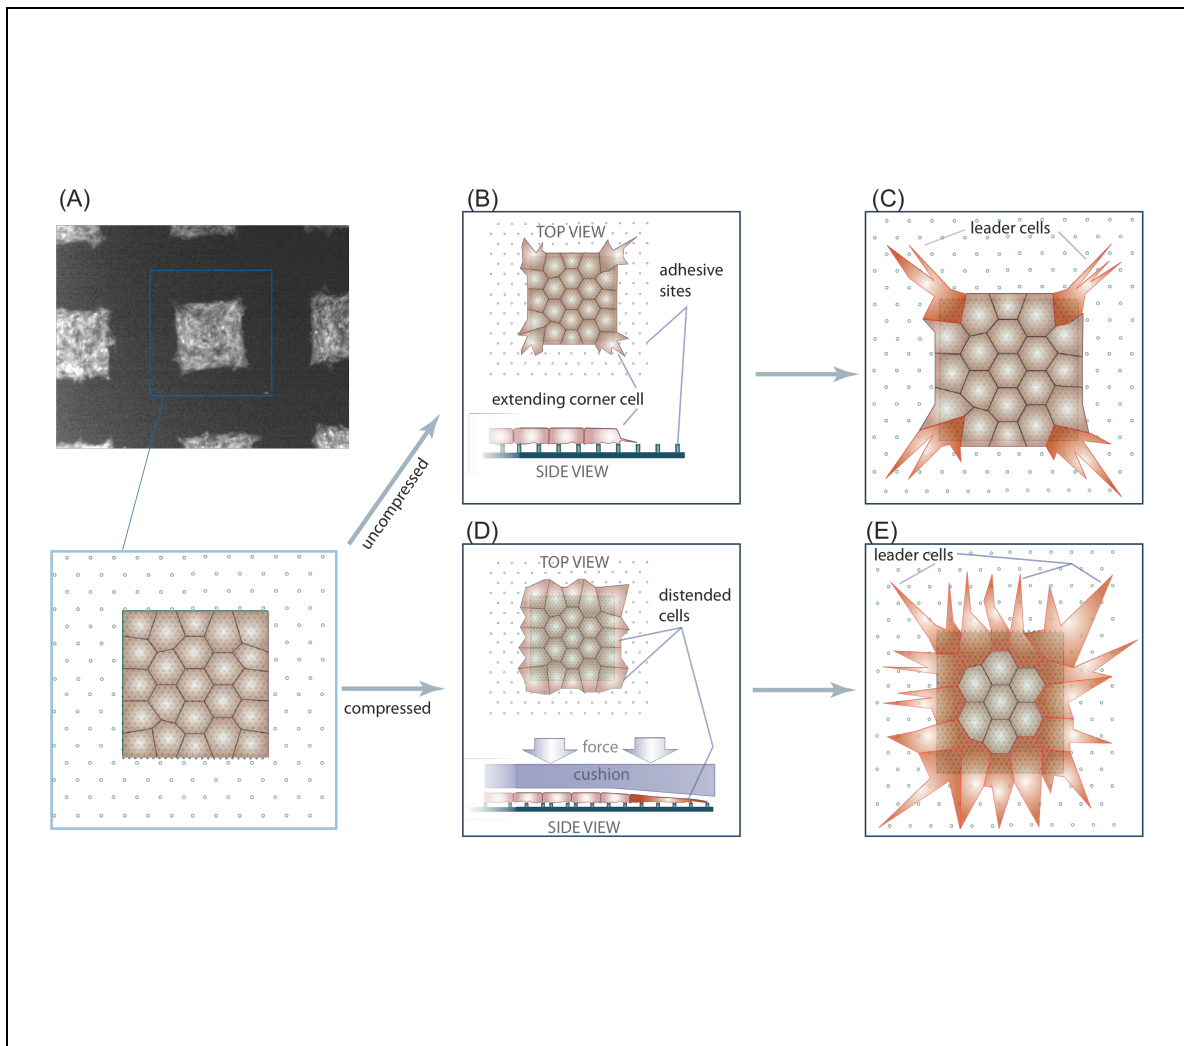 (A)
(B)
TOP VIEW
adhesive
sites
extending corner cell
SIDE VIEW
(C)
leader cells
uncompressed
compressed
(D)
TOP VIEW
distended
cells
force
cushion
SIDE VIEW
(E)
leader cells